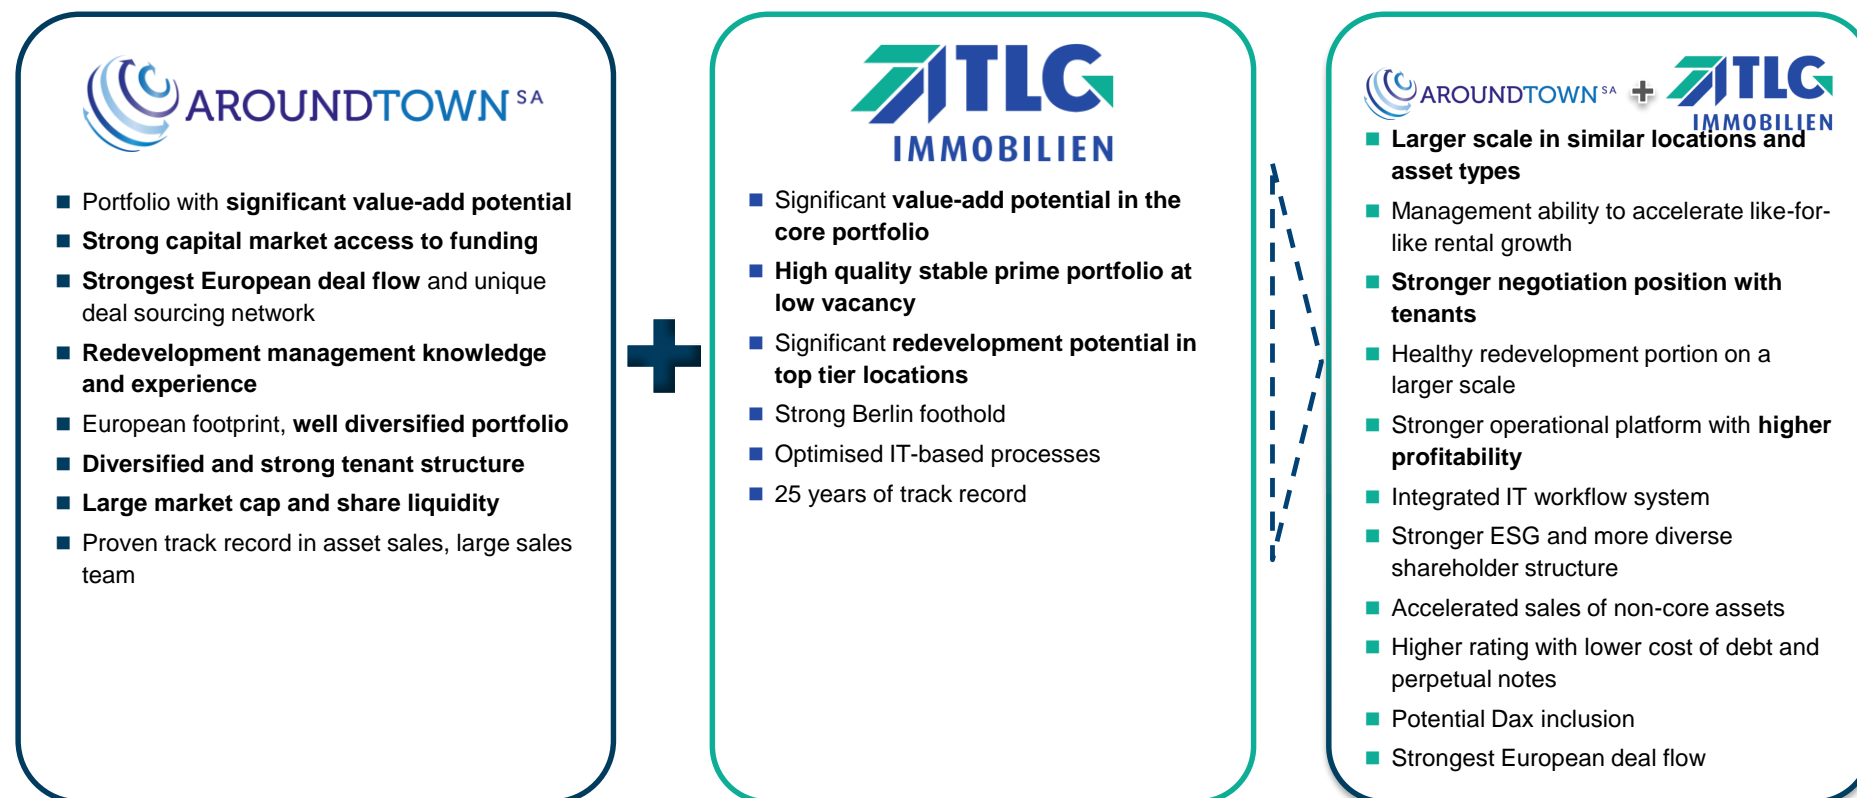 AROUNDTOWN SA
Portfolio with significant value-add potential
Strong capital market access to funding
Strongest European deal flow and unique
deal sourcing network
Redevelopment management knowledge
and experience
European footprint, well diversified portfolio
Diversified and strong tenant structure
Large market cap and share liquidity
Proven track record in asset sales, large sales
team
TLG
IMMOBILIEN
Significant value-add potential in the
core portfolio
High quality stable prime portfolio at
low vacancy
Significant redevelopment potential in
top tier locations
Strong Berlin foothold
Optimised IT-based processes
25 years of track record
AROUNDTOWN SA + TLG
IMMOBILIEN
Larger scale in similar locations and
asset types
Management ability to accelerate like-for-
like rental growth
Stronger negotiation position with
tenants
Healthy redevelopment portion on a
larger scale
Stronger operational platform with higher
profitability
Integrated IT workflow system
Stronger ESG and more diverse
shareholder structure
Accelerated sales of non-core assets
Higher rating with lower cost of debt and
perpetual notes
Potential Dax inclusion
Strongest European deal flow